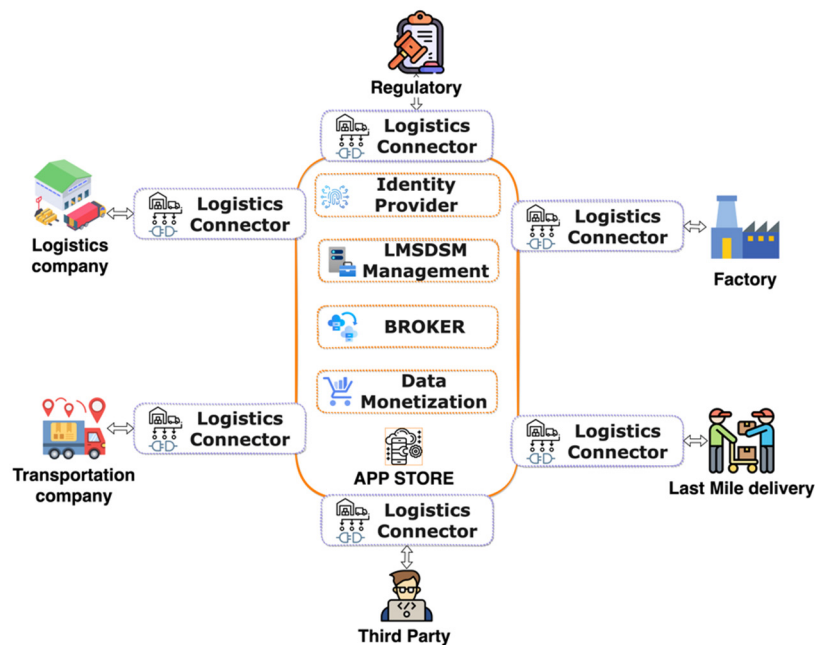 Regulatory
Logistics
Connector
Identity
Provider
Logistics
Connector
Logistics
company
Logistics
Connector
Factory
LMSDSM
Management
BROKER
Data
Monetization
Logistics
Connector
Transportation
company
Logistics
Connector
Last Mile delivery
APP STORE
Logistics
Connector
Third Party